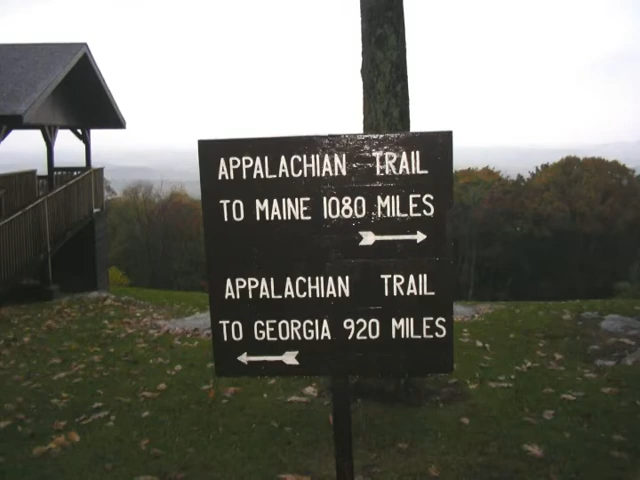 APPALACHIAN TRAIL
TO MAINE 1080 MILES
APPALACHIAN TRAIL
TO GEORGIA 920 MILES